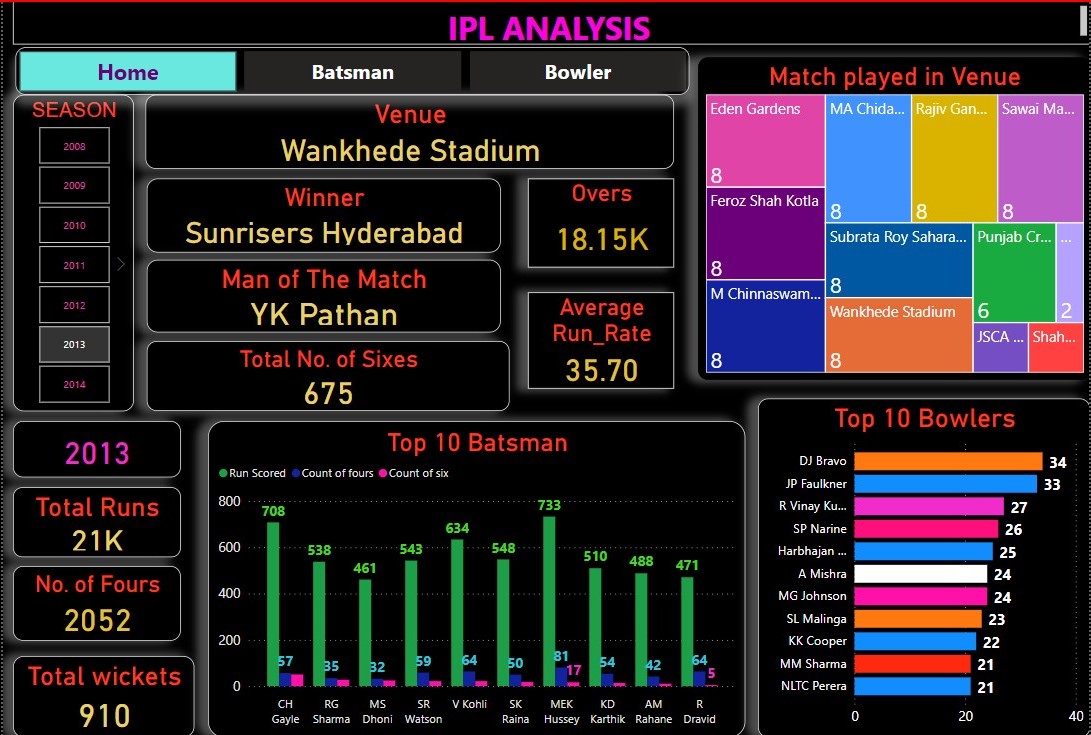 IPL ANALYSIS
Home
Batsman
Bowler
SEASON
2008
2009
2010
2011
2012
2013
2014
Venue
Wankhede Stadium
Winner
Sunrisers Hyderabad
Man of The Match
YK Pathan
Total No. of Sixes
675
Overs
18.15K
Average
Run_Rate
35.70
Match played in Venue
Eden Gardens
8
MA Chida...
8
Rajiv Gan...
8
Sawai Ma...
8
Feroz Shah Kotla
8
Subrata Roy Sahara...
8
Punjab Cr...
6
...
2
M Chinnaswam...
8
Wankhede Stadium
8
JSCA ...
Shah...
2013
Total Runs
21K
No. of Fours
2052
Total wickets
910
Top 10 Batsman
Run Scored
Count of fours
Count of six
800
600
400
200
0
708
538
461
543
634
548
733
510
488
471
57
35
32
59
64
50
81
17
54
42
64
5
CH
Gayle
RG
Sharma
MS
Dhoni
SR
Watson
V Kohli
SK
Raina
MEK
Hussey
KD
Karthik
AM
Rahane
R
Dravid
Top 10 Bowlers
DJ Bravo 34
JP Faulkner 33
R Vinay Ku... 27
SP Narine 26
Harbhajan ... 25
A Mishra 24
MG Johnson 24
SL Malinga 23
KK Cooper 22
MM Sharma 21
NLTC Perera 21
0 20 40